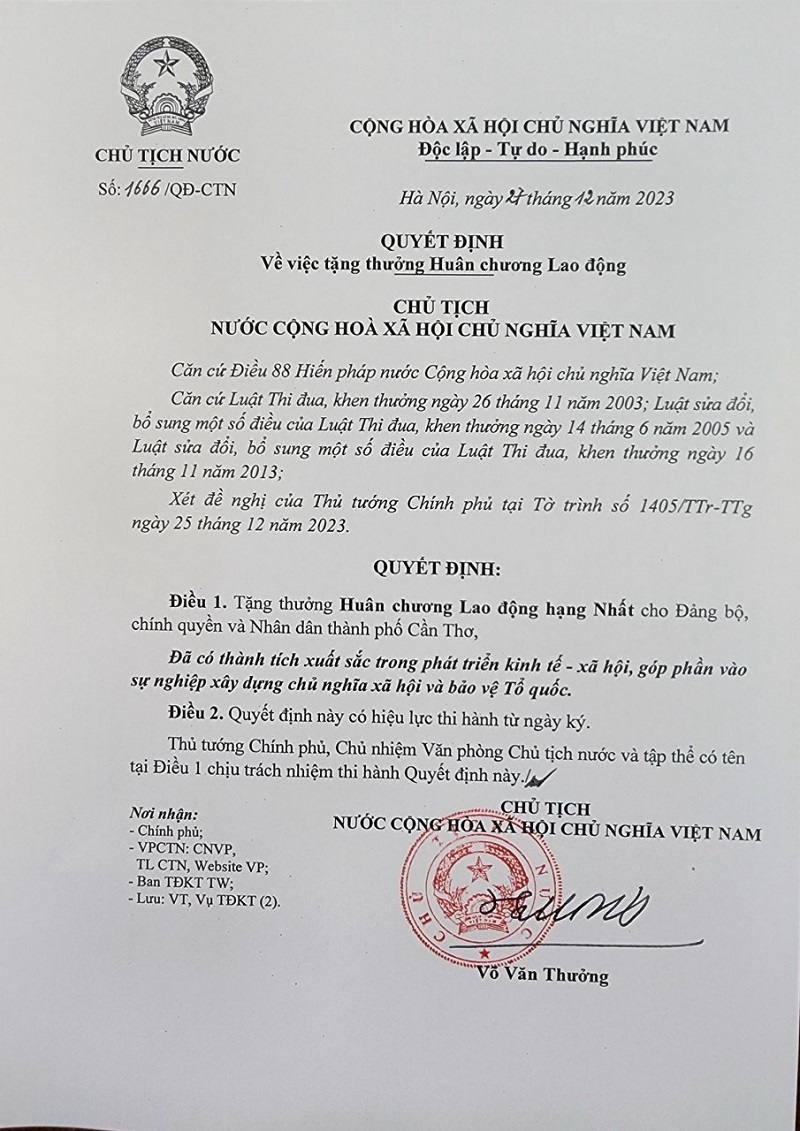 CHỦ TỊCH NƯỚC
Số: 1666/QĐ-CTN
CỘNG HÒA XÃ HỘI CHỦ NGHĨA VIỆT NAM
Độc lập - Tự do - Hạnh phúc
Hà Nội, ngày 27 tháng 12 năm 2023
QUYẾT ĐỊNH
Về việc tặng thưởng Huân chương Lao động
CHỦ TỊCH
NƯỚC CỘNG HOÀ XÃ HỘI CHỦ NGHĨA VIỆT NAM
Căn cứ Điều 88 Hiến pháp nước Cộng hòa xã hội chủ nghĩa Việt Nam;
Căn cứ Luật Thi đua, khen thưởng ngày 26 tháng 11 năm 2003; Luật sửa đổi,
bổ sung một số điều của Luật Thi đua, khen thưởng ngày 14 tháng 6 năm 2005 và
Luật sửa đổi, bổ sung một số điều của Luật Thi đua, khen thưởng ngày 16
tháng 11 năm 2013;
Xét đề nghị của Thủ tướng Chính phủ tại Tờ trình số 1405/TTr-TTg
ngày 25 tháng 12 năm 2023.
QUYẾT ĐỊNH:
Điều 1. Tặng thưởng Huân chương Lao động hạng Nhất cho Đảng bộ,
chính quyền và Nhân dân thành phố Cần Thơ,
Đã có thành tích xuất sắc trong phát triển kinh tế - xã hội, góp phần vào
sự nghiệp xây dựng chủ nghĩa xã hội và bảo vệ Tổ quốc.
Điều 2. Quyết định này có hiệu lực thi hành từ ngày ký.
Thủ tướng Chính phủ, Chủ nhiệm Văn phòng Chủ tịch nước và tập thể có tên
tại Điều 1 chịu trách nhiệm thi hành Quyết định này./.
Nơi nhận:
- Chính phủ;
- VPCTN: CNVP,
TL CTN, Website VP;
- Ban TĐKT TW;
- Lưu: VT, Vụ TĐKT (2).
CHỦ TỊCH
NƯỚC CỘNG HÒA XÃ HỘI CHỦ NGHĨA VIỆT NAM
CHỦ TỊCH NƯỚC
Võ Văn Thưởng